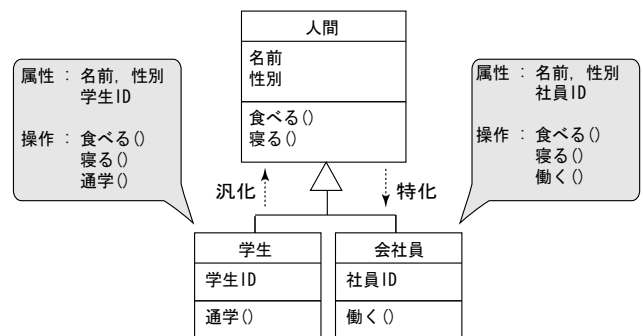 人間
名前
性別
食べる()
寝る()
属性 : 名前, 性別
学生ID
操作 : 食べる()
寝る()
通学()
属性 : 名前, 性別
社員ID
操作 : 食べる()
寝る()
働く()
汎化
特化
学生
学生ID
通学()
会社員
社員ID
働く()